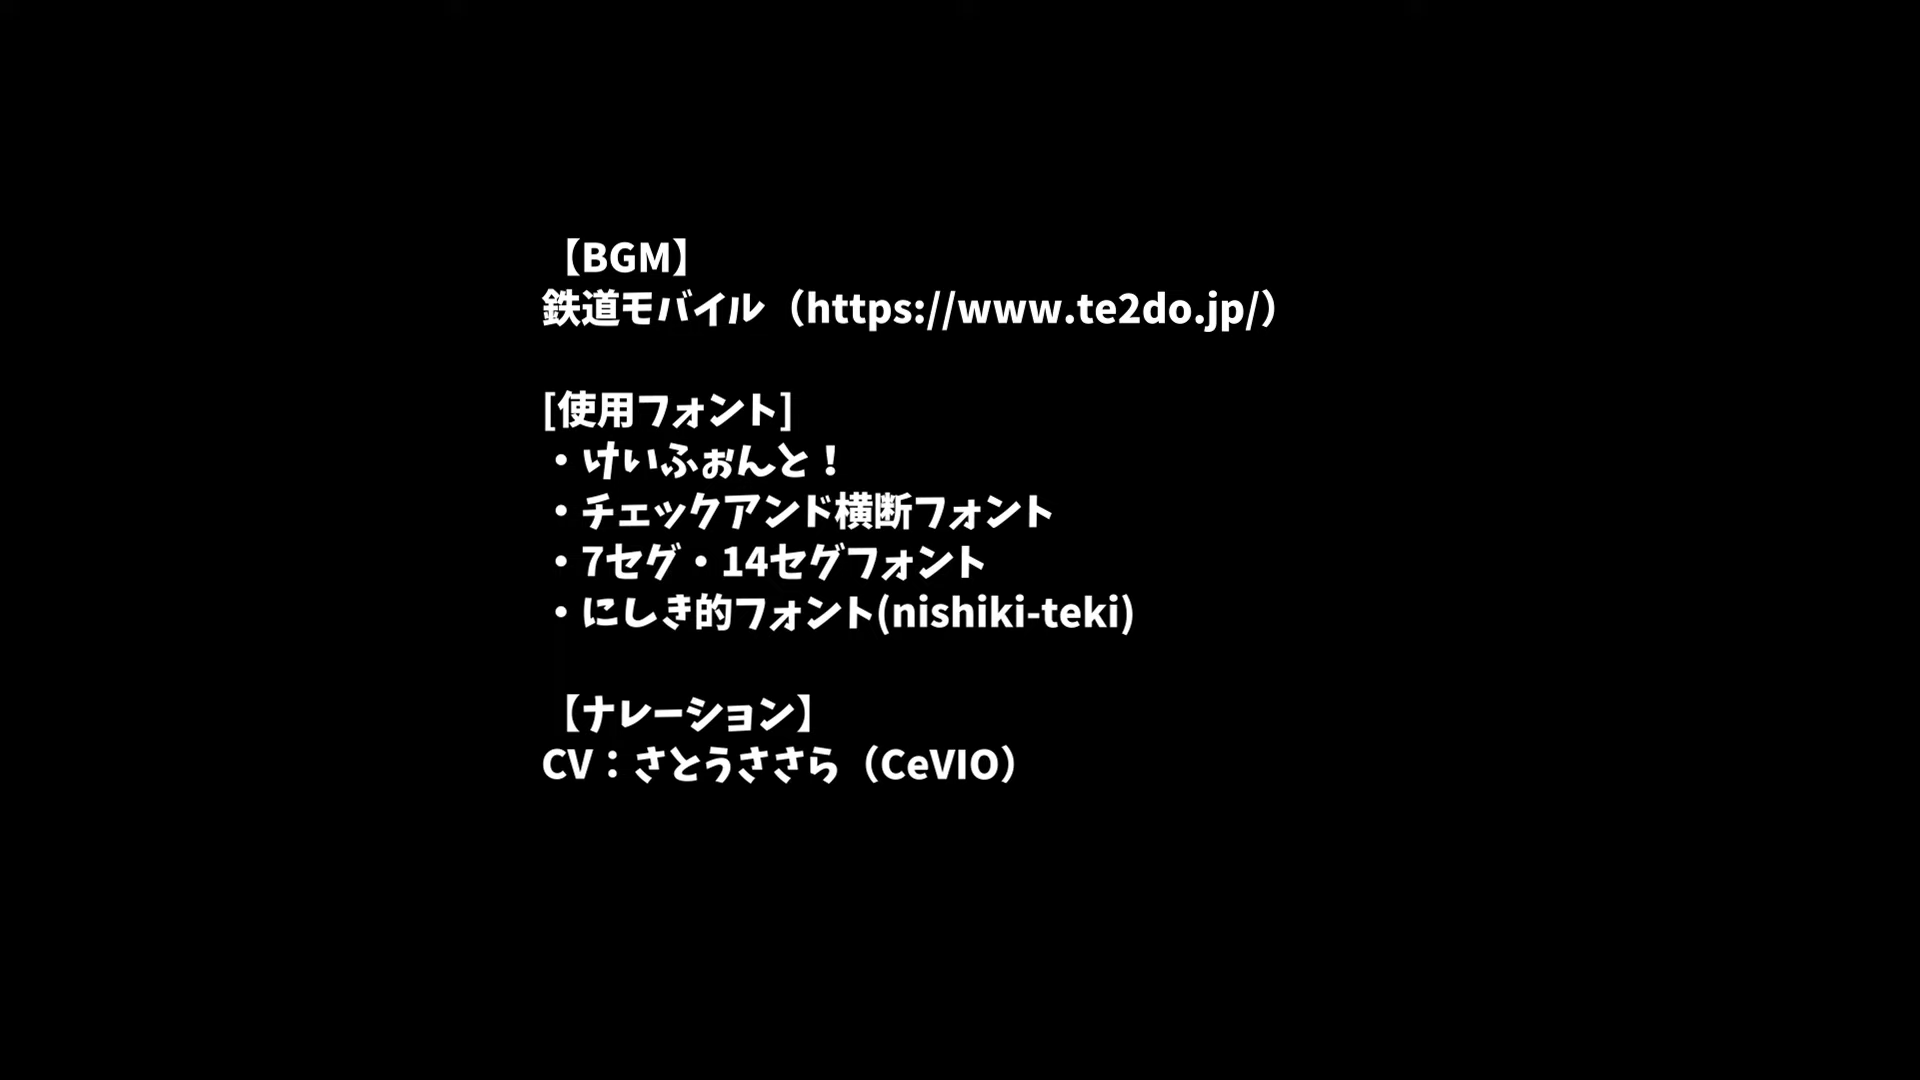 【BGM】
鉄道モバイル（https://www.te2do.jp/）
[使用フォント]
・けいふぉんと！
・チェックアンド横断フォント
・7セグ・14セグフォント
・にしき的フォント(nishiki-teki)
【ナレーション】
CV：さとうささら（CeVIO）